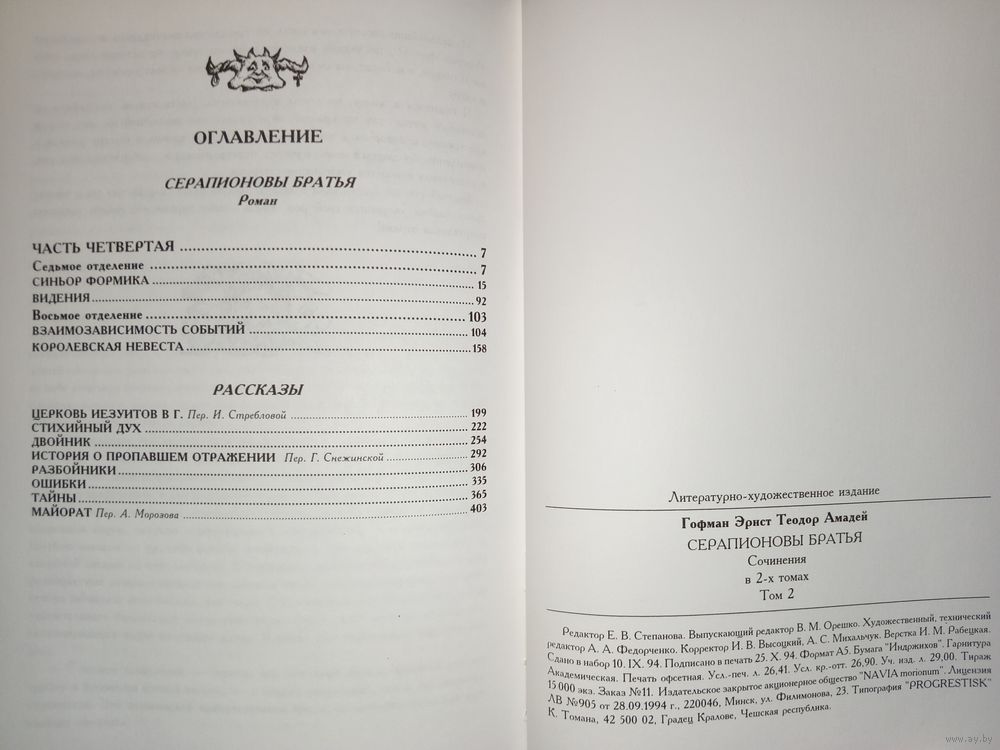 ОГЛАВЛЕНИЕ
СЕРАПИОНОВЫ БРАТЬЯ
Роман
ЧАСТЬ ЧЕТВЕРТАЯ 7
Седьмое отделение 7
СИНЬОР ФОРМИКА 15
ВИДЕНИЯ 92
Восьмое отделение 103
ВЗАИМОЗАВИСИМОСТЬ СОБЫТИЙ 104
КОРОЛЕВСКАЯ НЕВЕСТА 158
РАССКАЗЫ
ЦЕРКОВЬ ИЕЗУИТОВ В Г. Пер. И. Стребловой 199
СТИХИЙНЫЙ ДУХ 222
ДВОЙНИК 254
ИСТОРИЯ О ПРОПАВШЕМ ОТРАЖЕНИИ Пер. Г. Снежинской 292
РАЗБОЙНИКИ 306
ОШИБКИ 335
ТАЙНЫ 365
МАЙОРАТ Пер. А. Морозова 403
Литературно-художественное издание
Гофман Эрнст Теодор Амадей
СЕРАПИОНОВЫ БРАТЬЯ
Сочинения
в 2-х томах
Том 2
Редактор Е. В. Степанова. Выпускающий редактор В. М. Орешко. Художественный, технический
редактор А. А. Федорченко. Корректор И. В. Высоцкий, А. С. Михальчук. Верстка И. М. Рабецкая.
Сдано в набор 10. IX. 94. Подписано в печать 25. X. 94. Формат А5. Бумага "Индржихов". Гарнитура
Академическая. Печать офсетная. Усл.-печ. л. 26,41. Усл. кр.-отт. 26,90. Уч. изд. л. 29,00. Тираж
15 000 экз. Заказ №11. Издательское закрытое акционерное общество "NAVIA morionum". Лицензия
ЛВ №905 от 28.09.1994 г., 220046, Минск, ул. Филимонова, 23. Типография "PROGRESTISK"
К. Томана, 42 500 02, Градец Кралове, Чешская республика.
www.ay.by